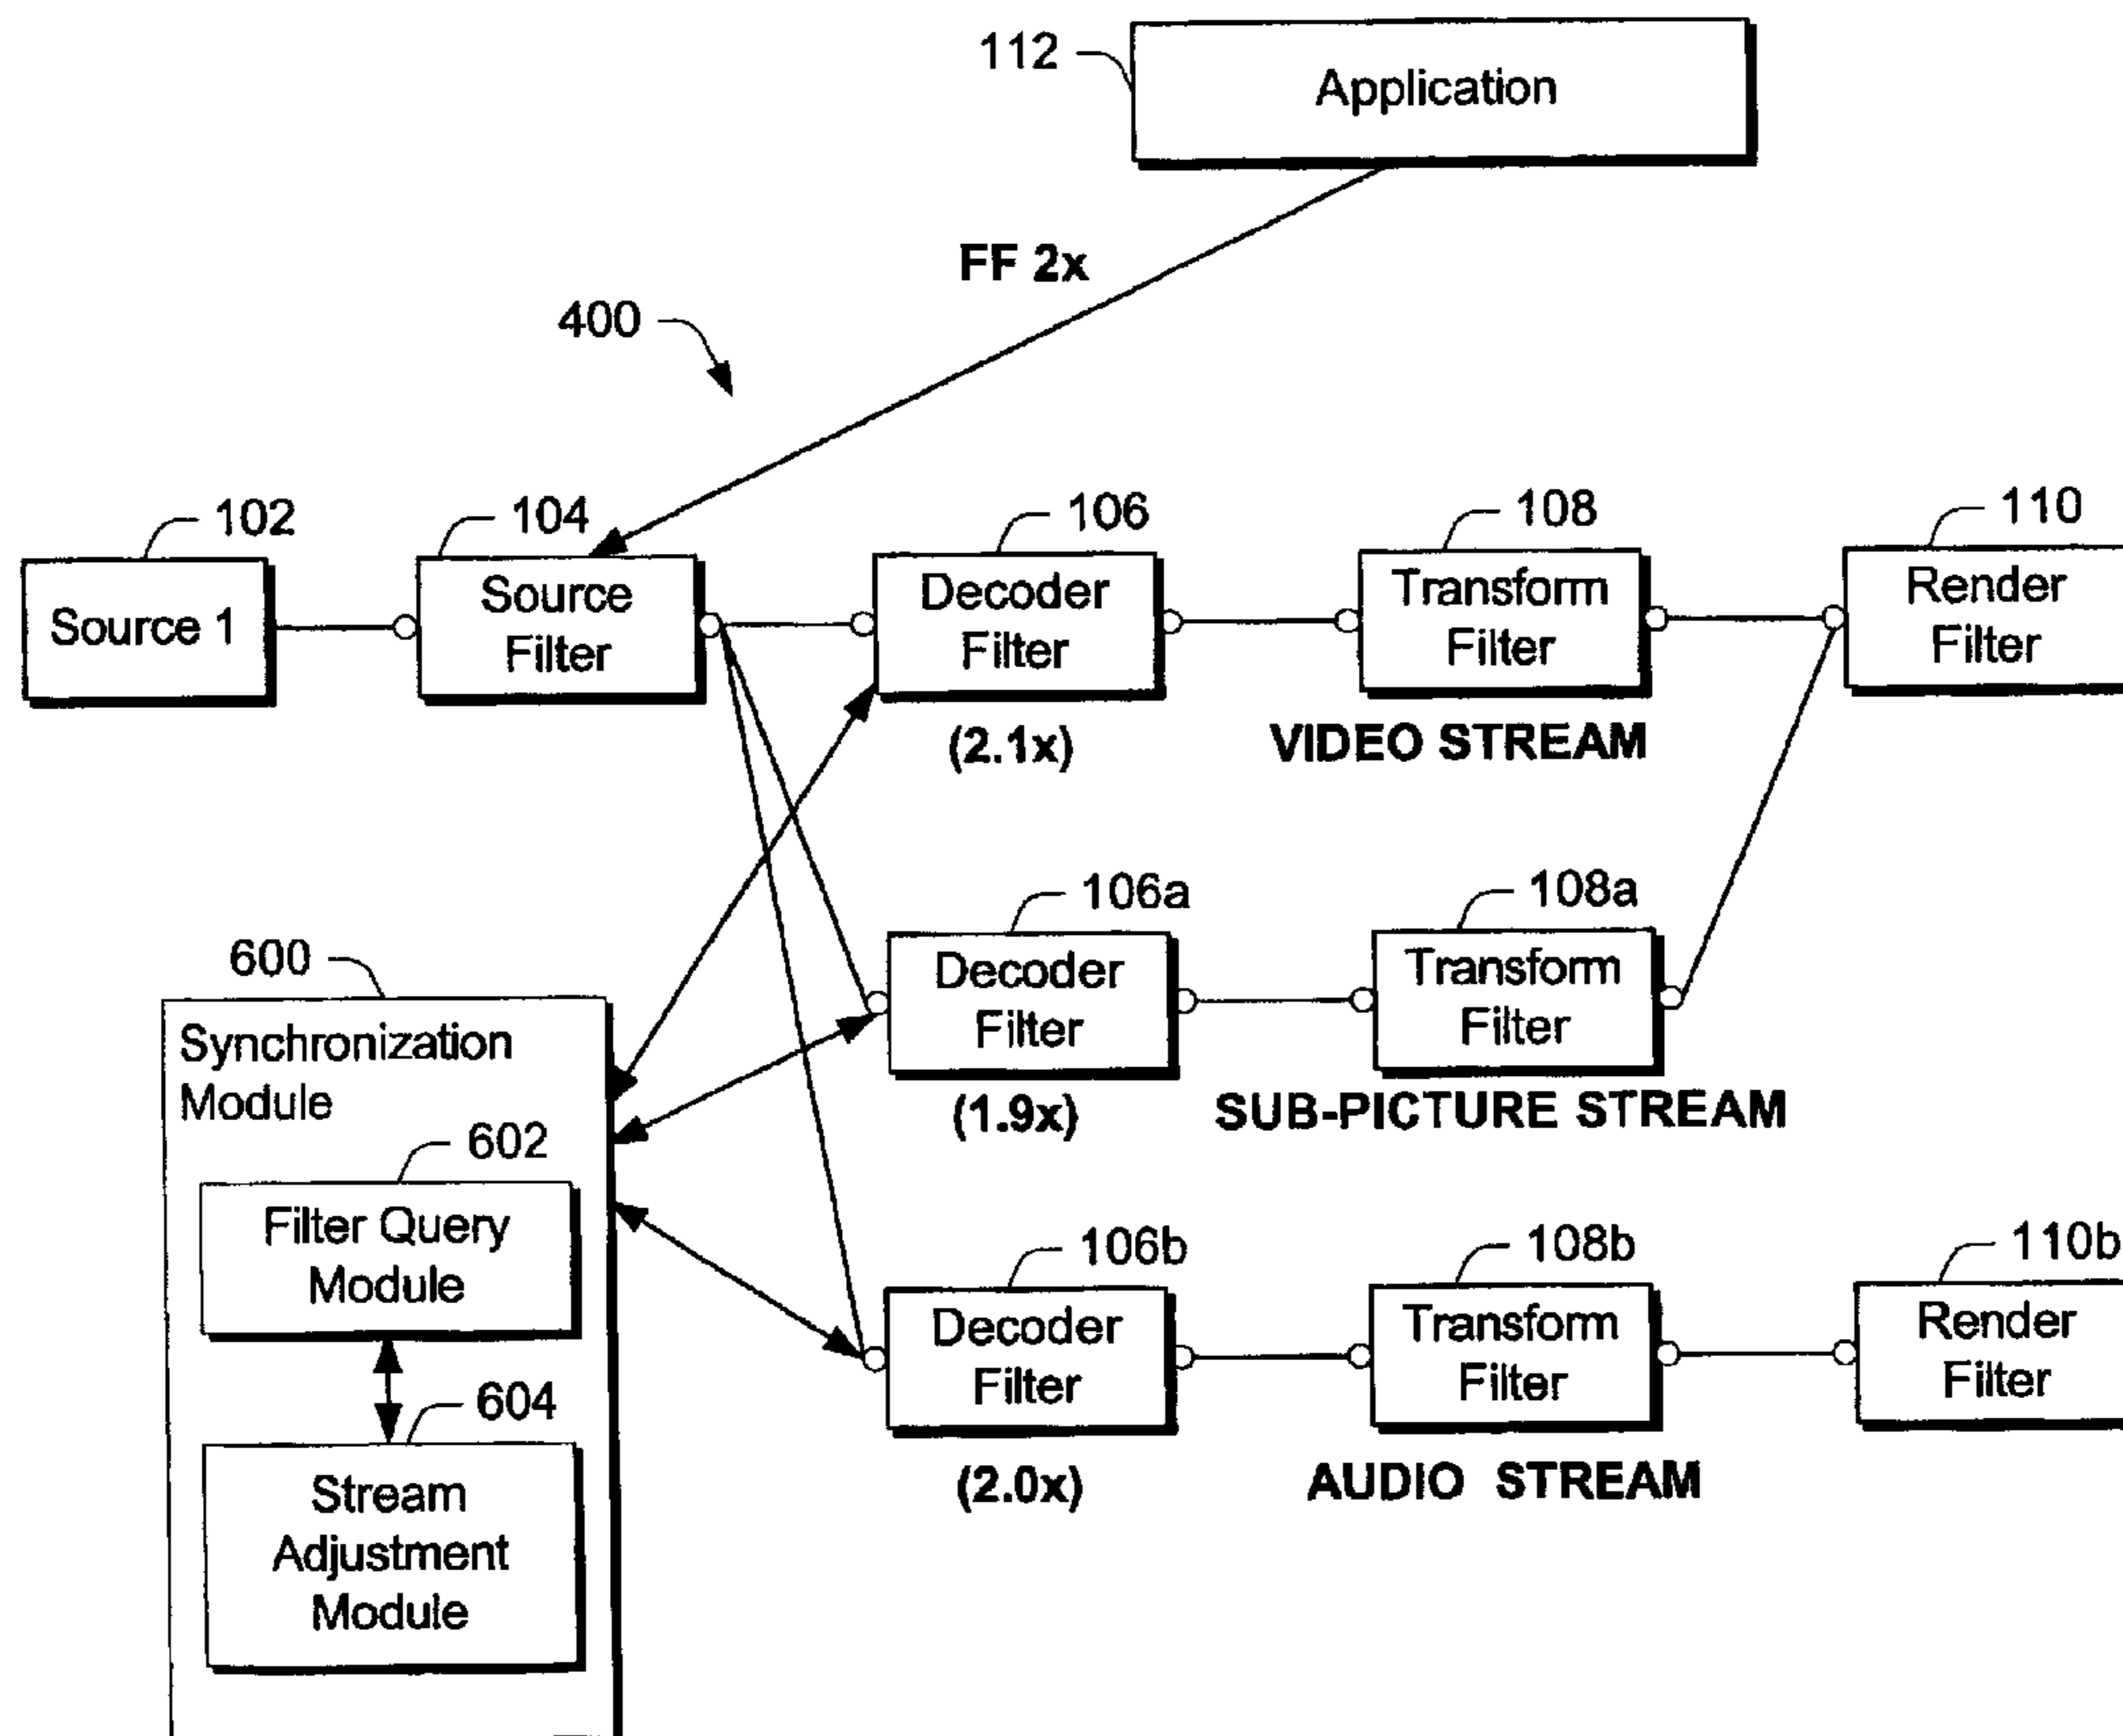 112
Application
FF 2x
400
102
104
106
108
110
Source 1
Source
Filter
Decoder
Filter
Transform
Filter
Render
Filter
(2.1x)
VIDEO STREAM
106a
108a
Decoder
Filter
Transform
Filter
(1.9x)
SUB-PICTURE STREAM
600
Synchronization
Module
602
Filter Query
Module
604
Stream
Adjustment
Module
106b
108b
110b
Decoder
Filter
Transform
Filter
Render
Filter
(2.0x)
AUDIO STREAM